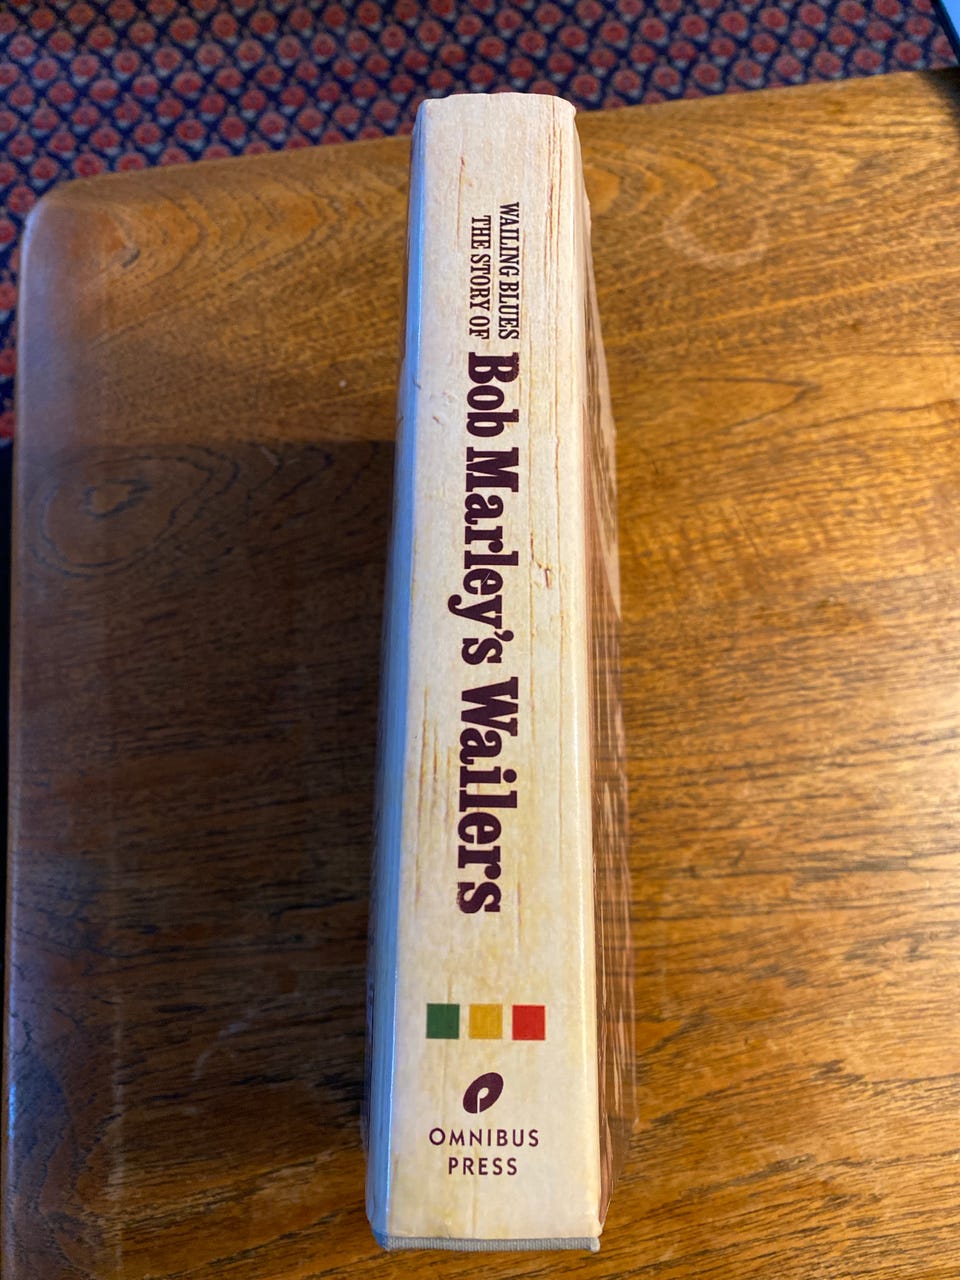 WAILING BLUES
THE STORY OF
Bob Marley's Wailers
OMNIBUS
PRESS